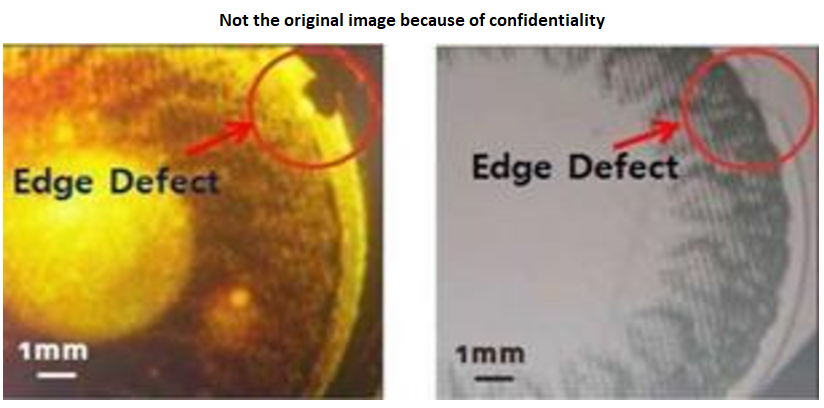 Not the original image because of confidentiality
Edge Defect
Edge Defect
1mm
1mm